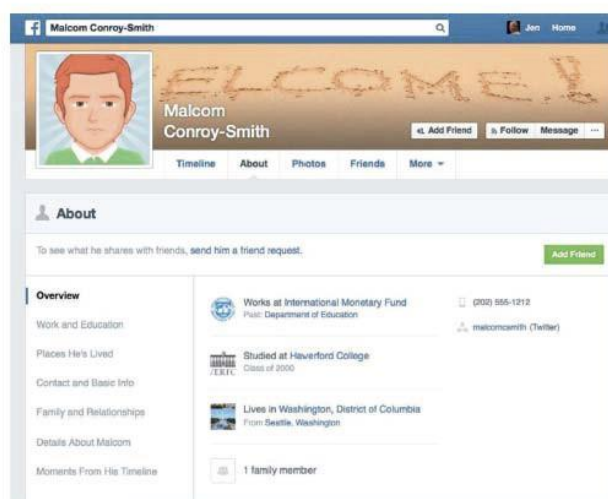 Malcom Conroy-Smith
Jen Home
WELCOME!
Malcom
Conroy-Smith
Add Friend Follow Message ...
Timeline About Photos Friends More
About
To see what he shares with friends, send him a friend request.
Add Friend
Overview
Work and Education
Places He's Lived
Contact and Basic Info
Family and Relationships
Details About Malcom
Moments From His Timeline
Works at International Monetary Fund
Past: Department of Education
Studied at Haverford College
Class of 2000
Lives in Washington, District of Columbia
From Seattle, Washington
1 family member
(202) 555-1212
malcomcsmith (Twitter)